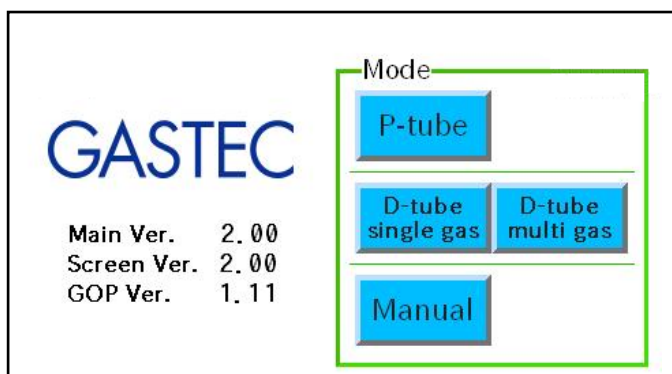 GASTEC
Main Ver. 2.00
Screen Ver. 2.00
GOP Ver. 1.11
Mode
P-tube
D-tube
single gas
D-tube
multi gas
Manual